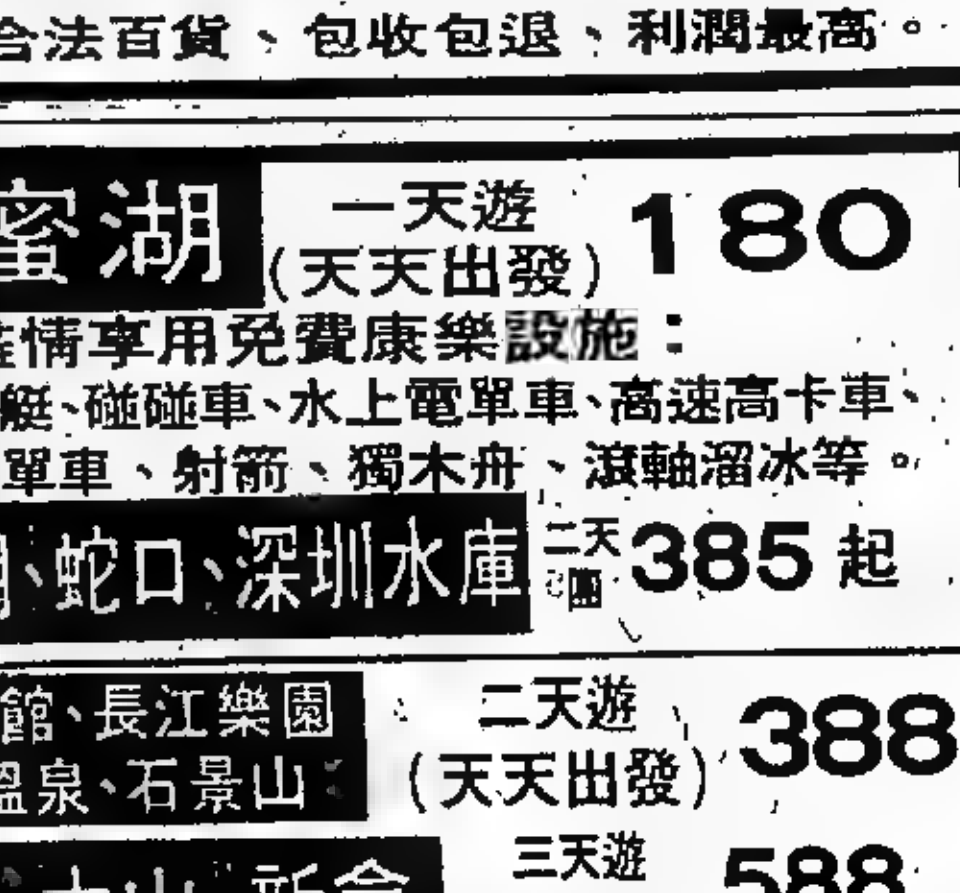 合法百貨、包收包退、利潤最高。
蜜湖 一天遊 180
(天天出發)
情享用免費康樂設施：
艇、碰碰車、水上電單車、高速高卡車、
單車、射箭、獨木舟、滾軸溜冰等。
、蛇口、深圳水庫 二天團 385起
館、長江樂園 二天遊 388
溫泉、石景山 (天天出發)
三天遊 588